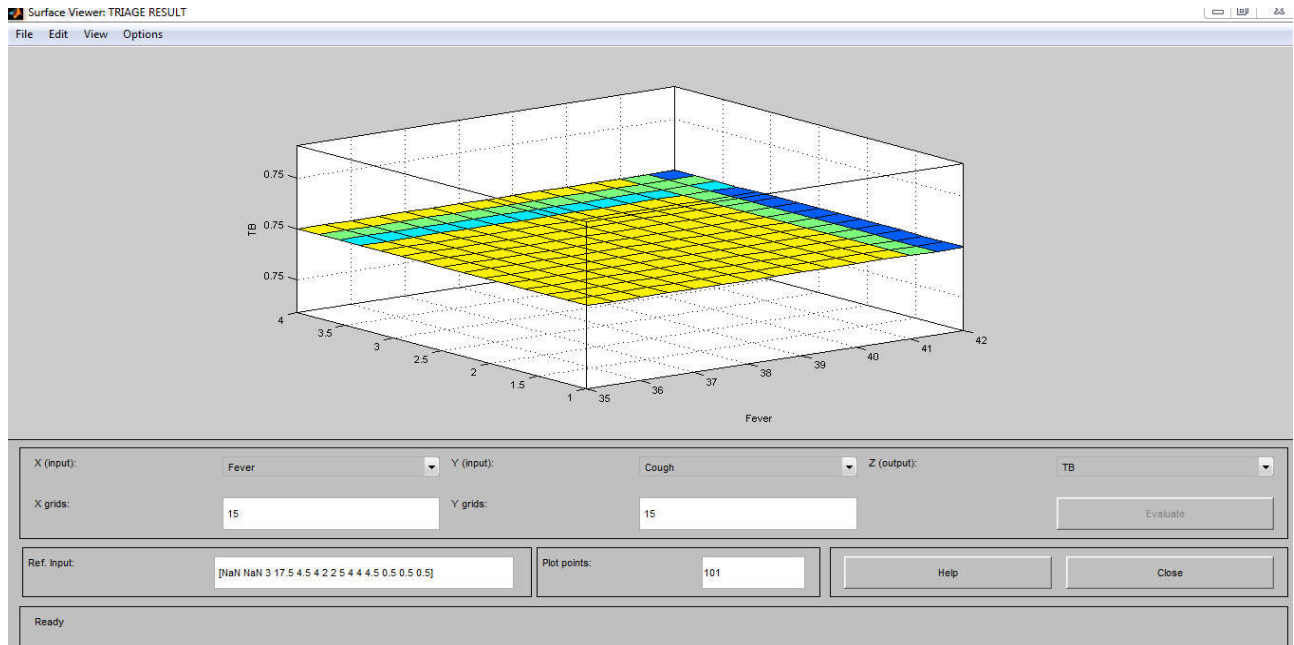 Surface Viewer: TRIAGE RESULT
File Edit View Options
0.75
0.75
0.75
TB
4
3.5
3
2.5
2
1.5
1
35
36
37
38
39
40
41
42
Fever
X (input): Fever Y (input): Cough Z (output): TB
X grids: 15 Y grids: 15 Evaluate
Ref. Input: [NaN NaN 3 17.5 4.5 4 2 2 5 4 4 4.5 0.5 0.5 0.5] Plot points: 101 Help Close
Ready